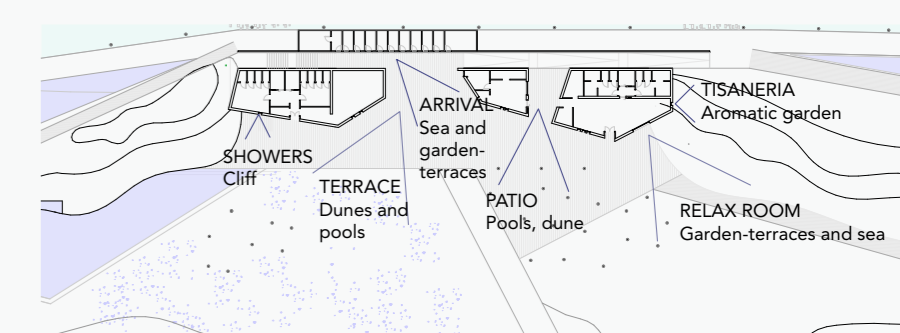 ARRIVAL
Sea and
garden-
terraces
TISANERIA
Aromatic garden
SHOWERS
Cliff
TERRACE
Dunes and
pools
PATIO
Pools, dune
RELAX ROOM
Garden-terraces and sea